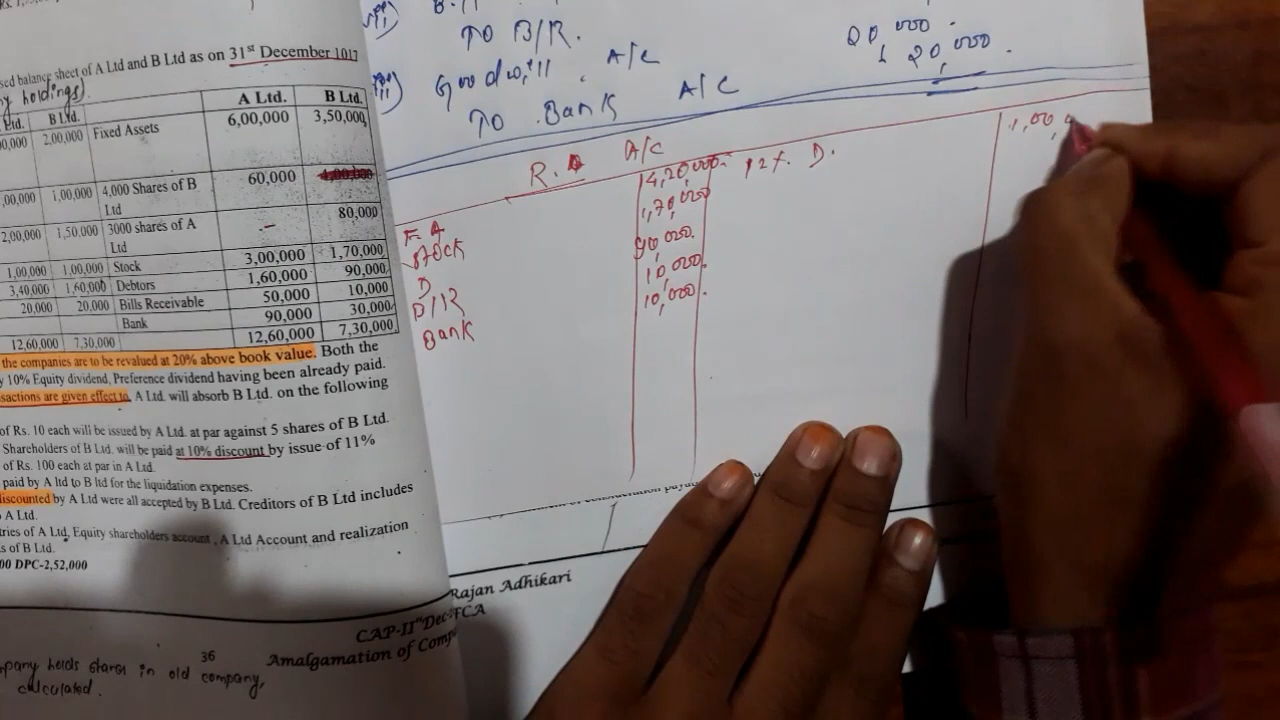 sed balance sheet of A Ltd and B Ltd as on 31st December 101?
y holdings)
Ltd. B Ltd. A Ltd. B Ltd.
00,000 2,00,000 Fixed Assets 6,00,000 3,50,000
,00,000 1,00,000 4,000 Shares of B Ltd 60,000
2,00,000 1,50,000 3000 shares of A Ltd - 80,000
1,00,000 1,00,000 Stock 3,00,000 1,70,000
3,40,000 1,60,000 Debtors 1,60,000 90,000
20,000 20,000 Bills Receivable 50,000 10,000
Bank 90,000 30,000
12,60,000 7,30,000 12,60,000 7,30,000
the companies are to be revalued at 20% above book value. Both the
y 10% Equity dividend, Preference dividend having been already paid.
sactions are given effect to, A Ltd. will absorb B Ltd. on the following
of Rs. 10 each will be issued by A Ltd. at par against 5 shares of B Ltd.
Shareholders of B Ltd. will be paid at 10% discount by issue of 11%
of Rs. 100 each at par in A Ltd.
paid by A ltd to B ltd for the liquidation expenses.
iscounted by A Ltd were all accepted by B Ltd. Creditors of B Ltd includes
A Ltd.
tries of A Ltd, Equity shareholders account, A Ltd Account and realization
s of B Ltd.
00 DPC-2,52,000
36
CAP-II
Amalgamation of Comp
mpany holds shares in old company,
calculated.
TO B/R. 20,000.
Goodwill A/C 1 20,000.
TO Bank A/C
R. A A/C
F.A 4,20,000. 12%. D. 1,00,0
Stock 1,70,000
D 90,000.
B/R 10,000.
Bank 10,000.
Rajan Adhikari
FCA